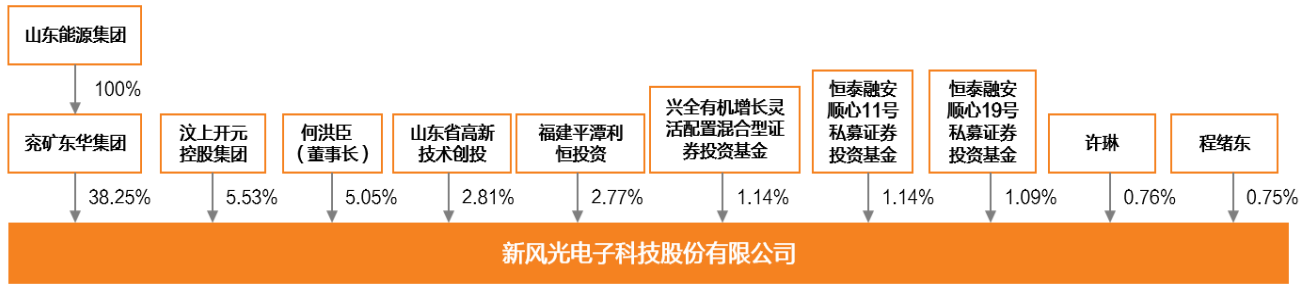 山东能源集团
100%
兖矿东华集团
汶上开元
控股集团
何洪臣
（董事长）
山东省高新
技术创投
福建平潭利
恒投资
兴全有机增长灵
活配置混合型证
券投资基金
恒泰融安
顺心11号
私募证券
投资基金
恒泰融安
顺心19号
私募证券
投资基金
许琳
程绪东
38.25%
5.53%
5.05%
2.81%
2.77%
1.14%
1.14%
1.09%
0.76%
0.75%
新风光电子科技股份有限公司